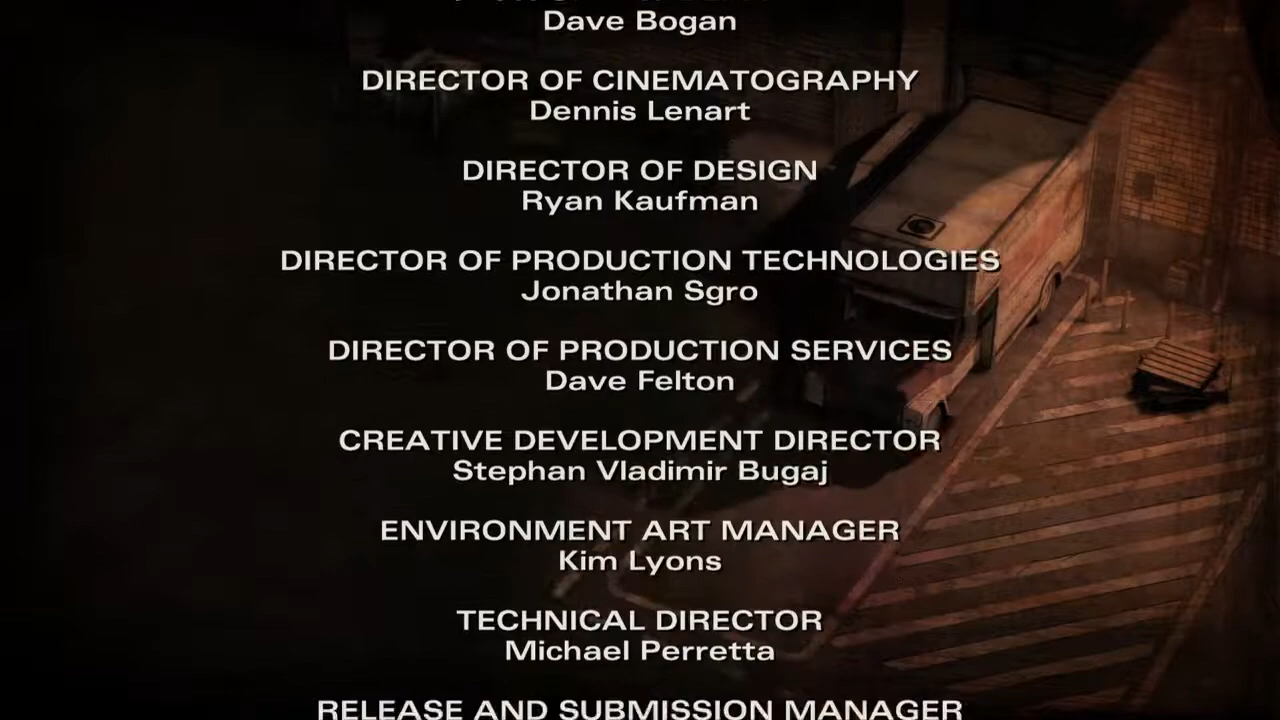 Dave Bogan
DIRECTOR OF CINEMATOGRAPHY
Dennis Lenart
DIRECTOR OF DESIGN
Ryan Kaufman
DIRECTOR OF PRODUCTION TECHNOLOGIES
Jonathan Sgro
DIRECTOR OF PRODUCTION SERVICES
Dave Felton
CREATIVE DEVELOPMENT DIRECTOR
Stephan Vladimir Bugaj
ENVIRONMENT ART MANAGER
Kim Lyons
TECHNICAL DIRECTOR
Michael Perretta
RELEASE AND SUBMISSION MANAGER